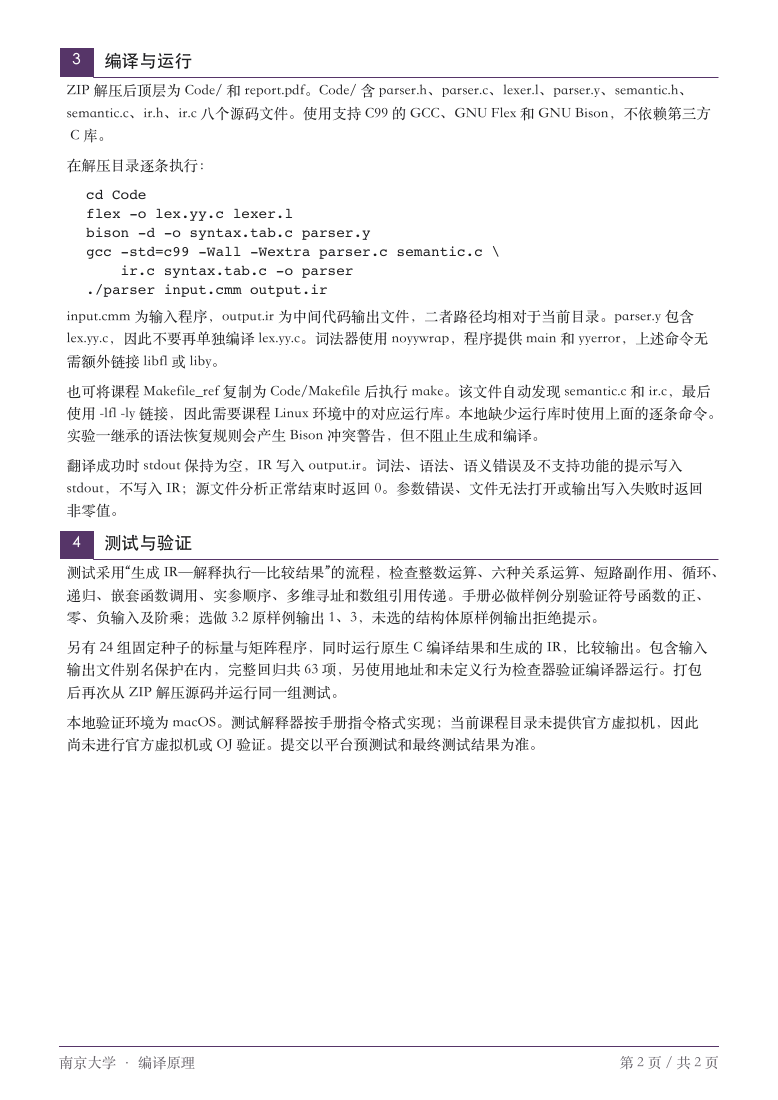 3 编译与运行
ZIP 解压后顶层为 Code/ 和 report.pdf。Code/ 含 parser.h、parser.c、lexer.l、parser.y、semantic.h、
semantic.c、ir.h、ir.c 八个源码文件。使用支持 C99 的 GCC、GNU Flex 和 GNU Bison，不依赖第三方
C 库。
在解压目录逐条执行：
cd Code
flex -o lex.yy.c lexer.l
bison -d -o syntax.tab.c parser.y
gcc -std=c99 -Wall -Wextra parser.c semantic.c \
ir.c syntax.tab.c -o parser
./parser input.cmm output.ir
input.cmm 为输入程序，output.ir 为中间代码输出文件，二者路径均相对于当前目录。parser.y 包含
lex.yy.c，因此不要再单独编译 lex.yy.c。词法器使用 noyywrap，程序提供 main 和 yyerror，上述命令无
需额外链接 libfl 或 liby。
也可将课程 Makefile_ref 复制为 Code/Makefile 后执行 make。该文件自动发现 semantic.c 和 ir.c，最后
使用 -lfl -ly 链接，因此需要课程 Linux 环境中的对应运行库。本地缺少运行库时使用上面的逐条命令。
实验一继承的语法恢复规则会产生 Bison 冲突警告，但不阻止生成和编译。
翻译成功时 stdout 保持为空，IR 写入 output.ir。词法、语法、语义错误及不支持功能的提示写入
stdout，不写入 IR；源文件分析正常结束时返回 0。参数错误、文件无法打开或输出写入失败时返回
非零值。
4 测试与验证
测试采用“生成 IR—解释执行—比较结果”的流程，检查整数运算、六种关系运算、短路副作用、循环、
递归、嵌套函数调用、实参顺序、多维寻址和数组引用传递。手册必做样例分别验证符号函数的正、
零、负输入及阶乘；选做 3.2 原样例输出 1、3，未选的结构体原样例输出拒绝提示。
另有 24 组固定种子的标量与矩阵程序，同时运行原生 C 编译结果和生成的 IR，比较输出。包含输入
输出文件别名保护在内，完整回归共 63 项，另使用地址和未定义行为检查器验证编译器运行。打包
后再次从 ZIP 解压源码并运行同一组测试。
本地验证环境为 macOS。测试解释器按手册指令格式实现；当前课程目录未提供官方虚拟机，因此
尚未进行官方虚拟机或 OJ 验证。提交以平台预测试和最终测试结果为准。
南京大学 · 编译原理
第 2 页 / 共 2 页